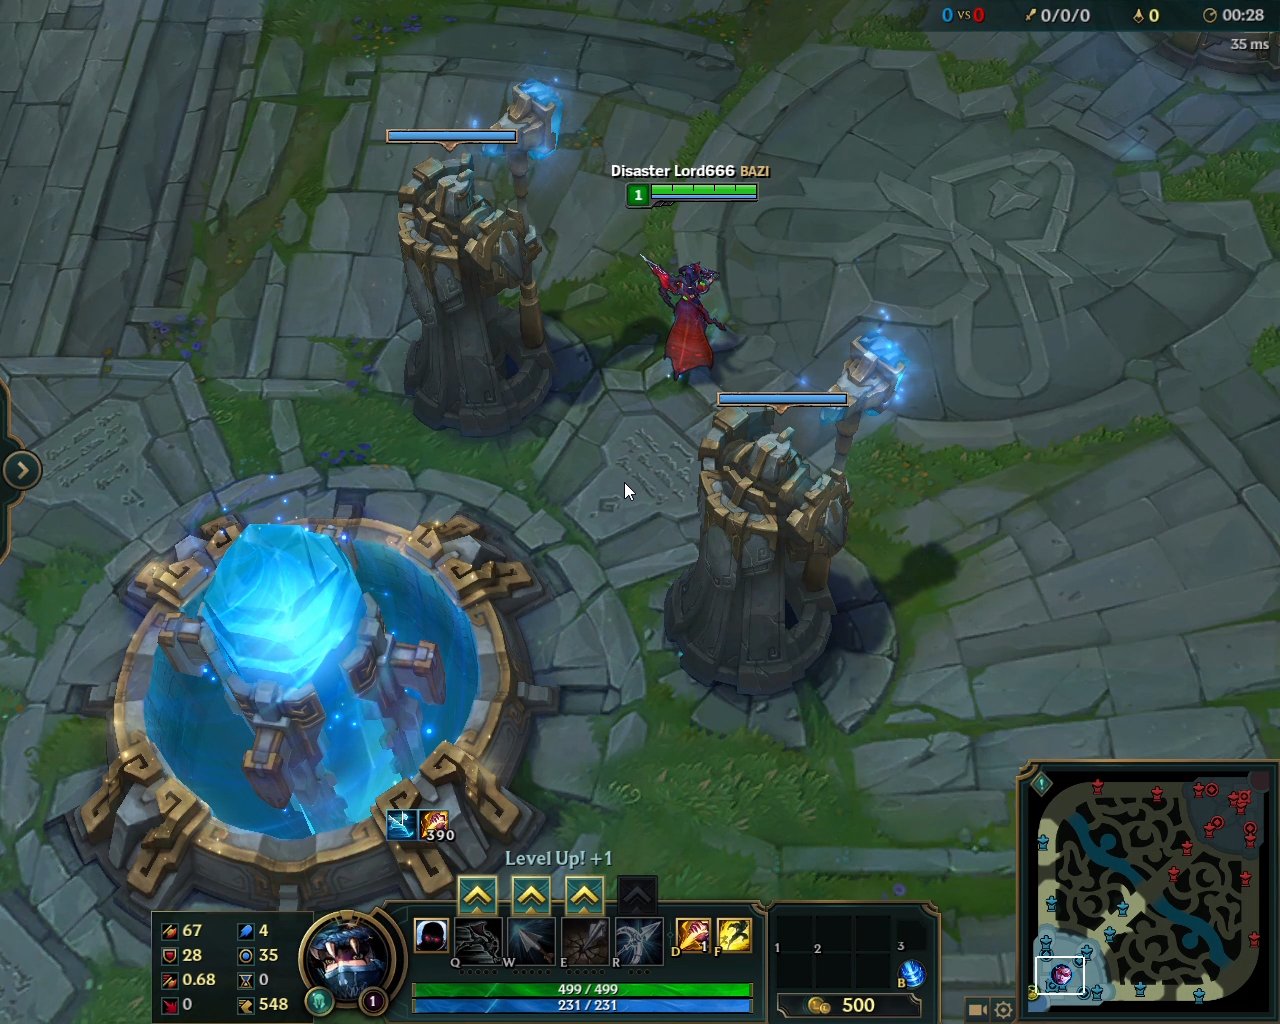 0 vs 0 0/0/0 0 00:28
35 ms
Disaster Lord666 BAZI
1
390
Level Up! +1
67 4
28 35
0.68 0
0 548
1
Q W E R
D 1 F
499 / 499
231 / 231
1 2 3
B
500